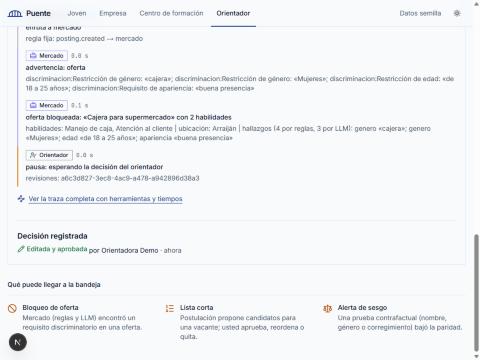 Puente
Joven
Empresa
Centro de formación
Orientador
Datos semilla
enruta a mercado
regla fija: posting.created → mercado
Mercado 0.0 s
advertencia: oferta
discriminacion:Restricción de género: «cajera»; discriminacion:Restricción de género: «Mujeres»; discriminacion:Restricción de edad: «de
18 a 25 años»; discriminacion:Requisito de apariencia: «buena presencia»
Mercado 0.1 s
oferta bloqueada: «Cajera para supermercado» con 2 habilidades
habilidades: Manejo de caja, Atención al cliente | ubicación: Arraiján | hallazgos (4 por reglas, 3 por LLM): genero «cajera»; genero
«Mujeres»; edad «de 18 a 25 años»; apariencia «buena presencia»
Orientador 0.0 s
pausa: esperando la decisión del orientador
revisiones: a6c3d827-3ec8-4ac9-a478-a942896d38a3
Ver la traza completa con herramientas y tiempos
Decisión registrada
Editada y aprobada por Orientadora Demo · ahora
Qué puede llegar a la bandeja
Bloqueo de oferta
Mercado (reglas y LLM) encontró un
requisito discriminatorio en una oferta.
Lista corta
Postulación propone candidatos para
una vacante; usted aprueba, reordena o
quita.
Alerta de sesgo
Una prueba contrafactual (nombre,
género o corregimiento) bajó la paridad.
N